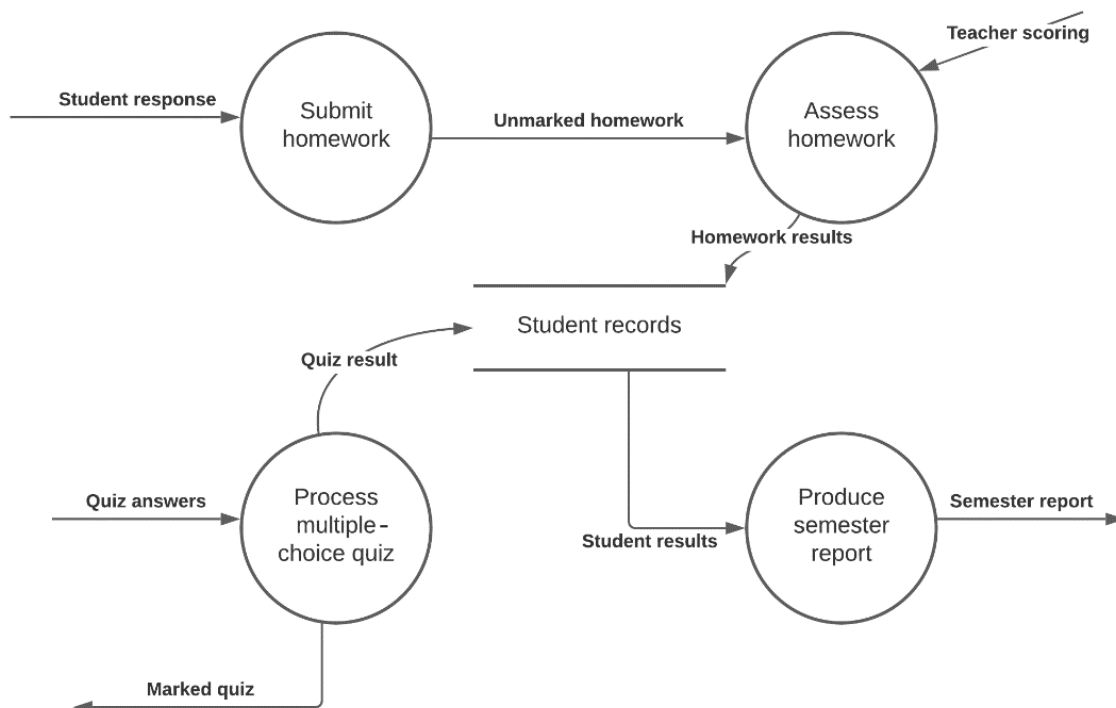 Teacher scoring
Student response
Submit
homework
Unmarked homework
Assess
homework
Homework results
Student records
Quiz result
Quiz answers
Process
multiple-
choice quiz
Student results
Produce
semester
report
Semester report
Marked quiz